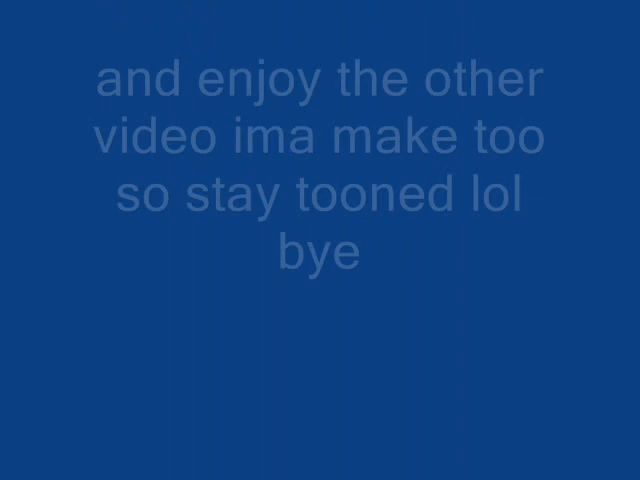 and enjoy the other
video ima make too
so stay tooned lol
bye